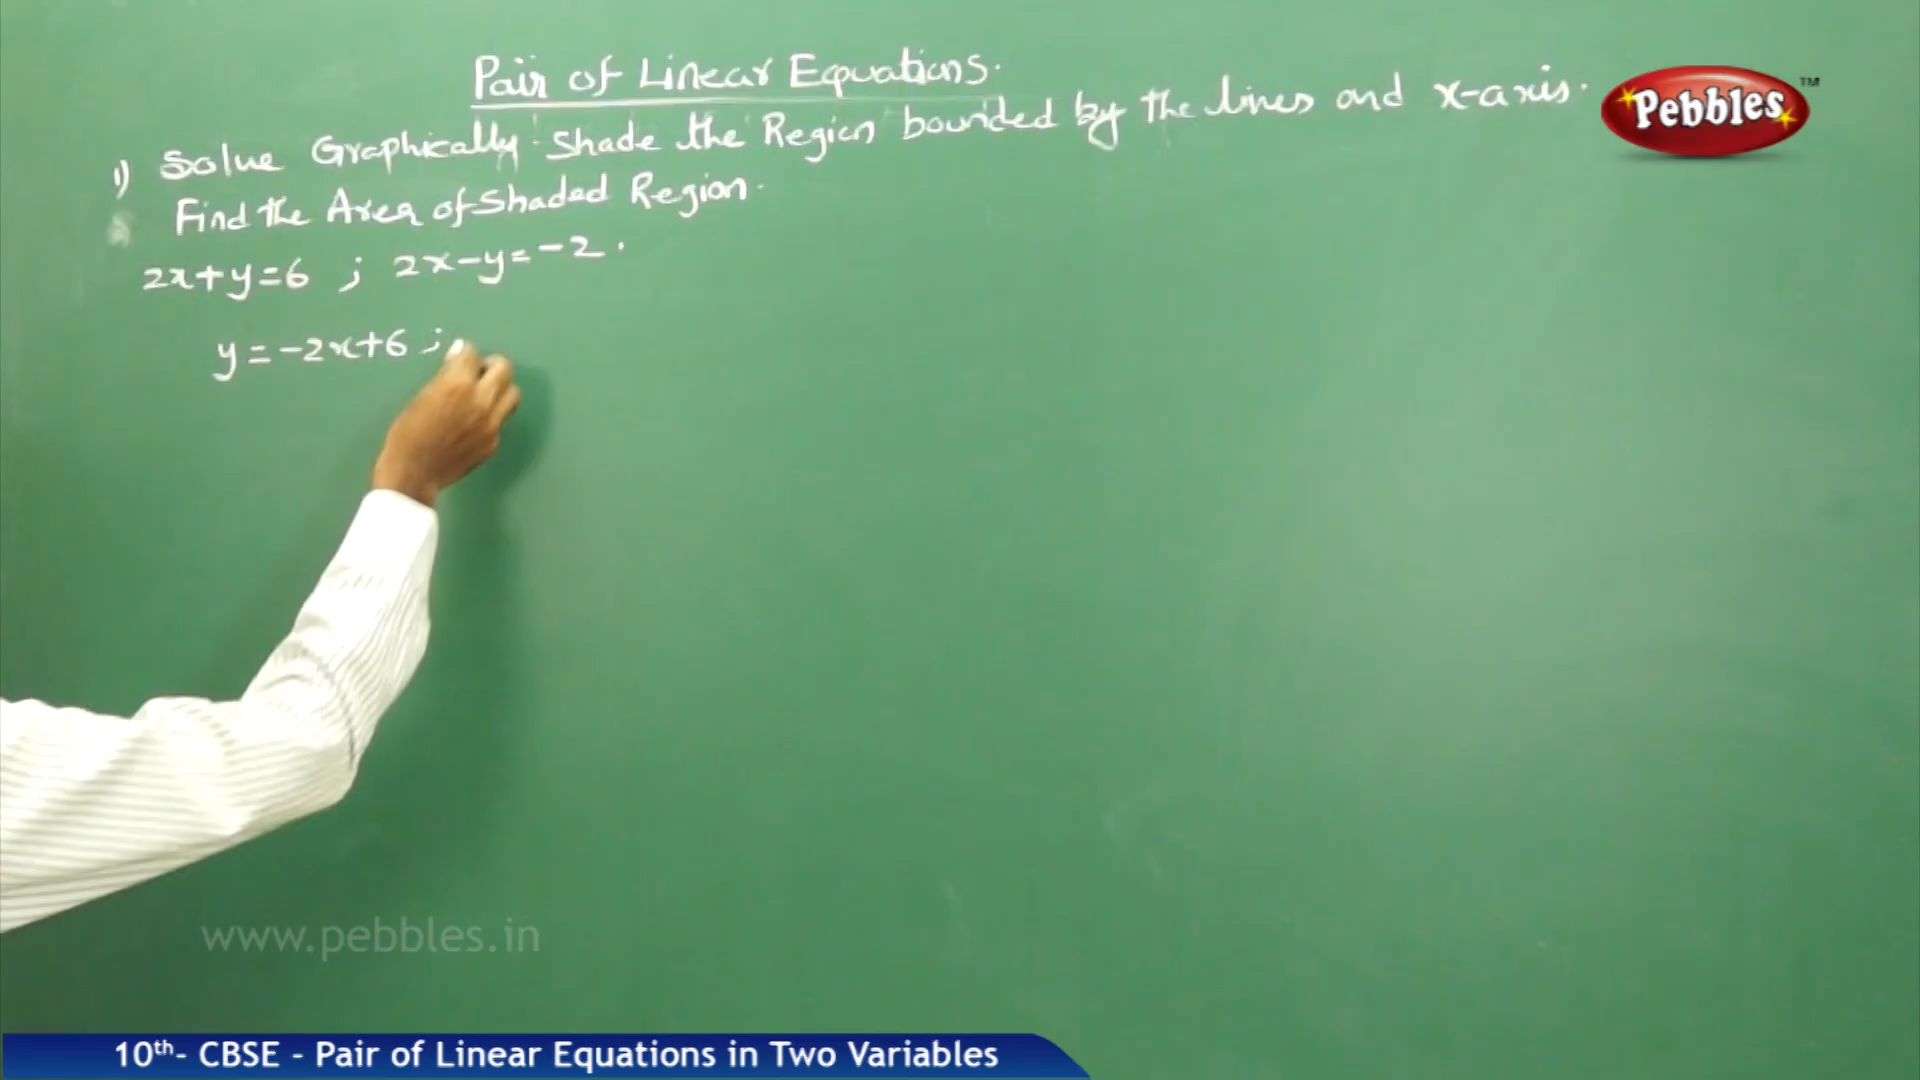 Pair of Linear Equations.
1) Solve Graphically. Shade the Region bounded by the lines and x-axis.
Find the Area of Shaded Region.
2x+y=6 ; 2x-y=-2.
y=-2x+6 ;
Pebbles™
www.pebbles.in
10th- CBSE - Pair of Linear Equations in Two Variables